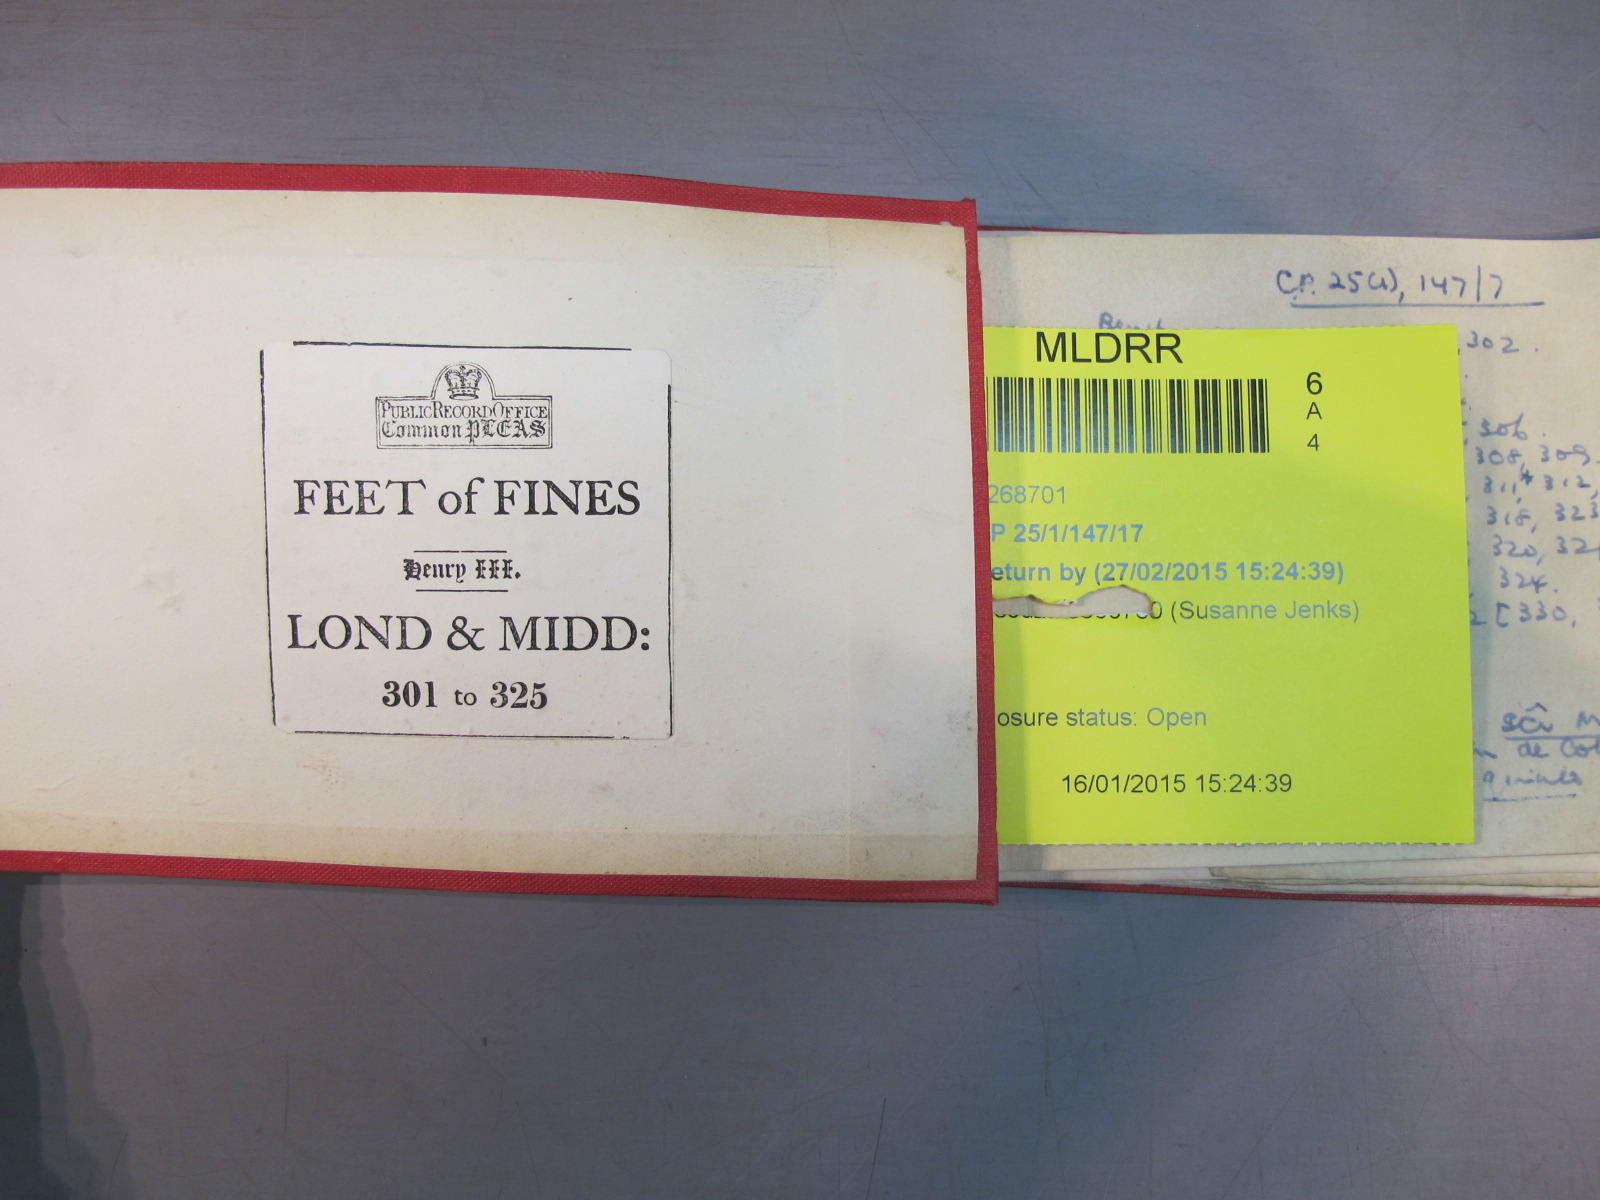 PUBLIC RECORD OFFICE
Common PLEAS
FEET of FINES
Henry III.
LOND & MIDD:
301 to 325
C.P. 25(1), 147/7
302.
306.
308, 309.
311,* 312,
318, 323
320, 32
324.
330,
de Col
MLDRR
6
A
4
268701
P 25/1/147/17
eturn by (27/02/2015 15:24:39)
(Susanne Jenks)
osure status: Open
16/01/2015 15:24:39